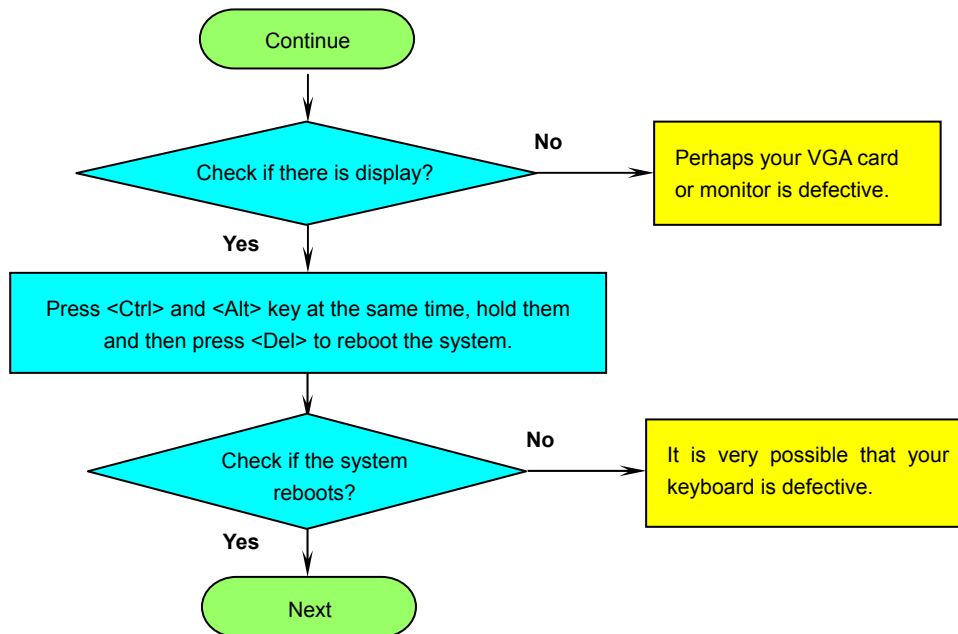 Continue
Check if there is display?
No
Perhaps your VGA card
or monitor is defective.
Yes
Press <Ctrl> and <Alt> key at the same time, hold them
and then press <Del> to reboot the system.
Check if the system
reboots?
No
It is very possible that your
keyboard is defective.
Yes
Next